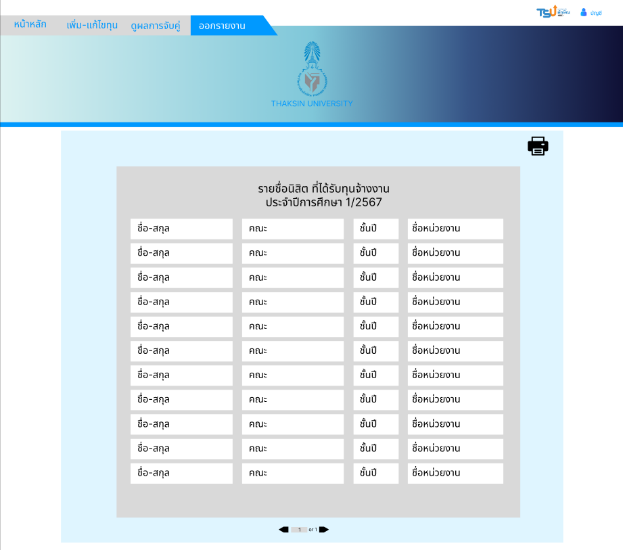 TSU
หน้าหลัก เพิ่ม-แก้ไขทุน ดูผลการจับคู่ ออกรายงาน
THAKSIN UNIVERSITY
รายชื่อนิสิต ที่ได้รับทุนจ้างงาน
ประจำปีการศึกษา 1/2567
ชื่อ-สกุล คณะ ชั้นปี ชื่อหน่วยงาน
ชื่อ-สกุล คณะ ชั้นปี ชื่อหน่วยงาน
ชื่อ-สกุล คณะ ชั้นปี ชื่อหน่วยงาน
ชื่อ-สกุล คณะ ชั้นปี ชื่อหน่วยงาน
ชื่อ-สกุล คณะ ชั้นปี ชื่อหน่วยงาน
ชื่อ-สกุล คณะ ชั้นปี ชื่อหน่วยงาน
ชื่อ-สกุล คณะ ชั้นปี ชื่อหน่วยงาน
ชื่อ-สกุล คณะ ชั้นปี ชื่อหน่วยงาน
ชื่อ-สกุล คณะ ชั้นปี ชื่อหน่วยงาน
ชื่อ-สกุล คณะ ชั้นปี ชื่อหน่วยงาน
ชื่อ-สกุล คณะ ชั้นปี ชื่อหน่วยงาน
1 of 1